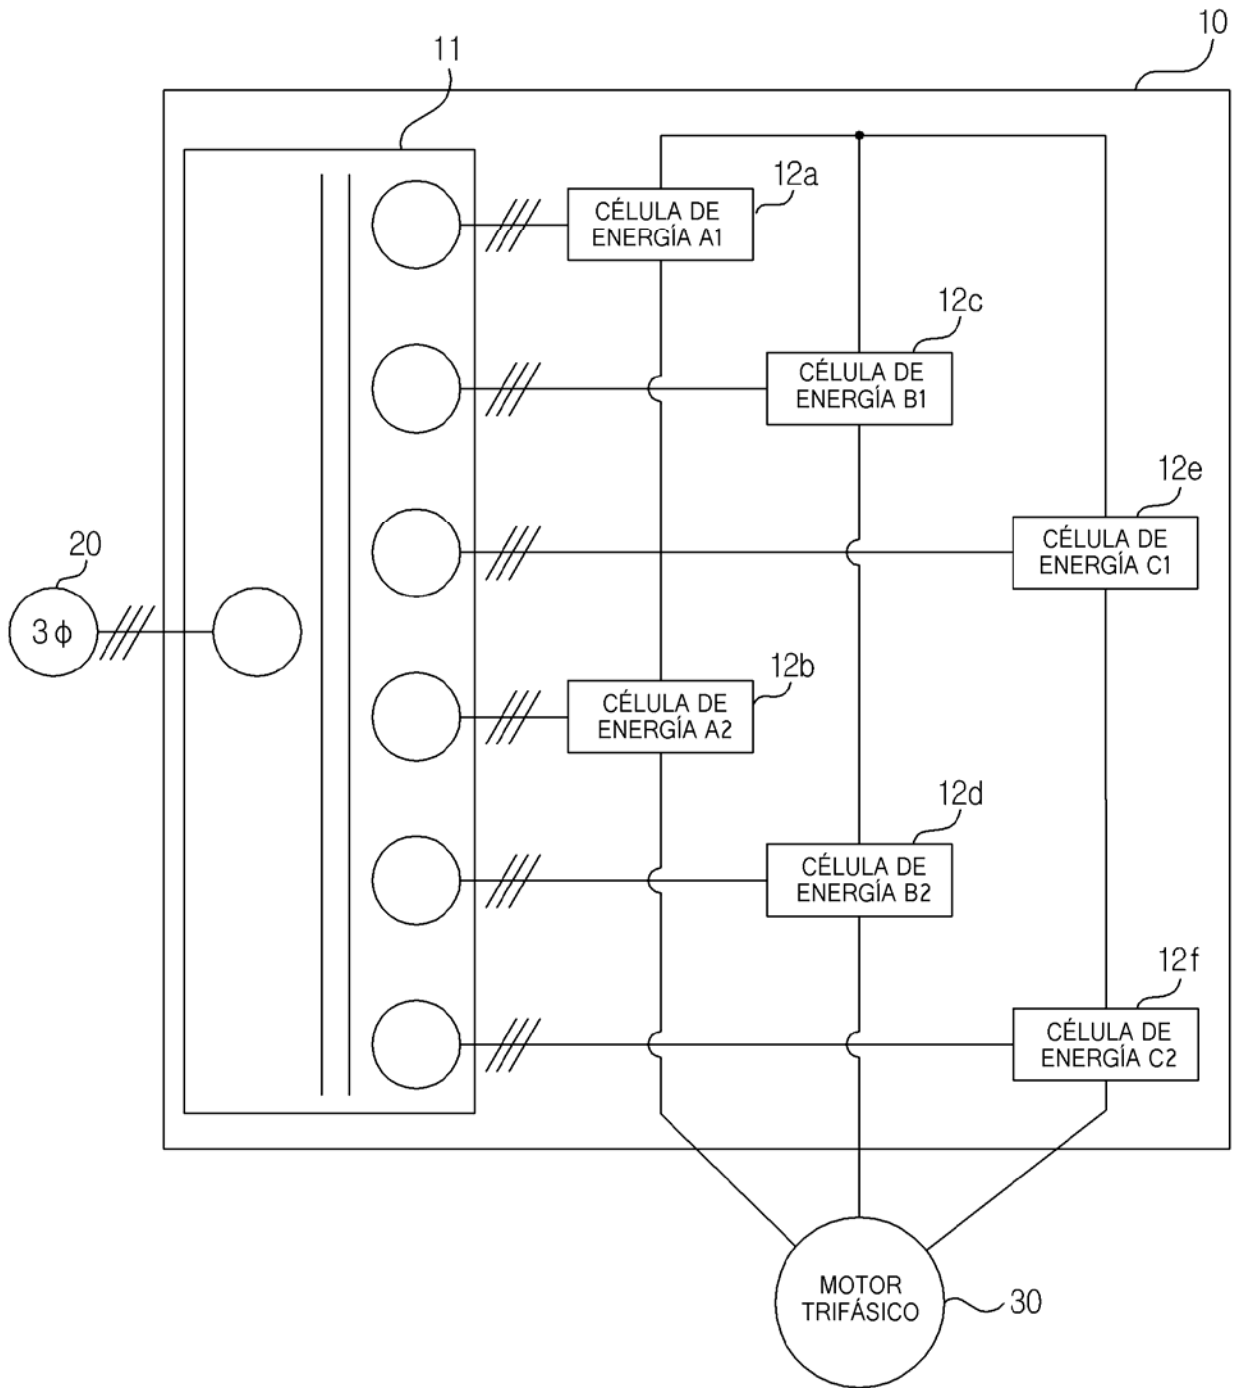 10
11
12a
CÉLULA DE
ENERGÍA A1
12c
CÉLULA DE
ENERGÍA B1
12e
CÉLULA DE
ENERGÍA C1
20
3ϕ
12b
CÉLULA DE
ENERGÍA A2
12d
CÉLULA DE
ENERGÍA B2
12f
CÉLULA DE
ENERGÍA C2
MOTOR
TRIFÁSICO
30